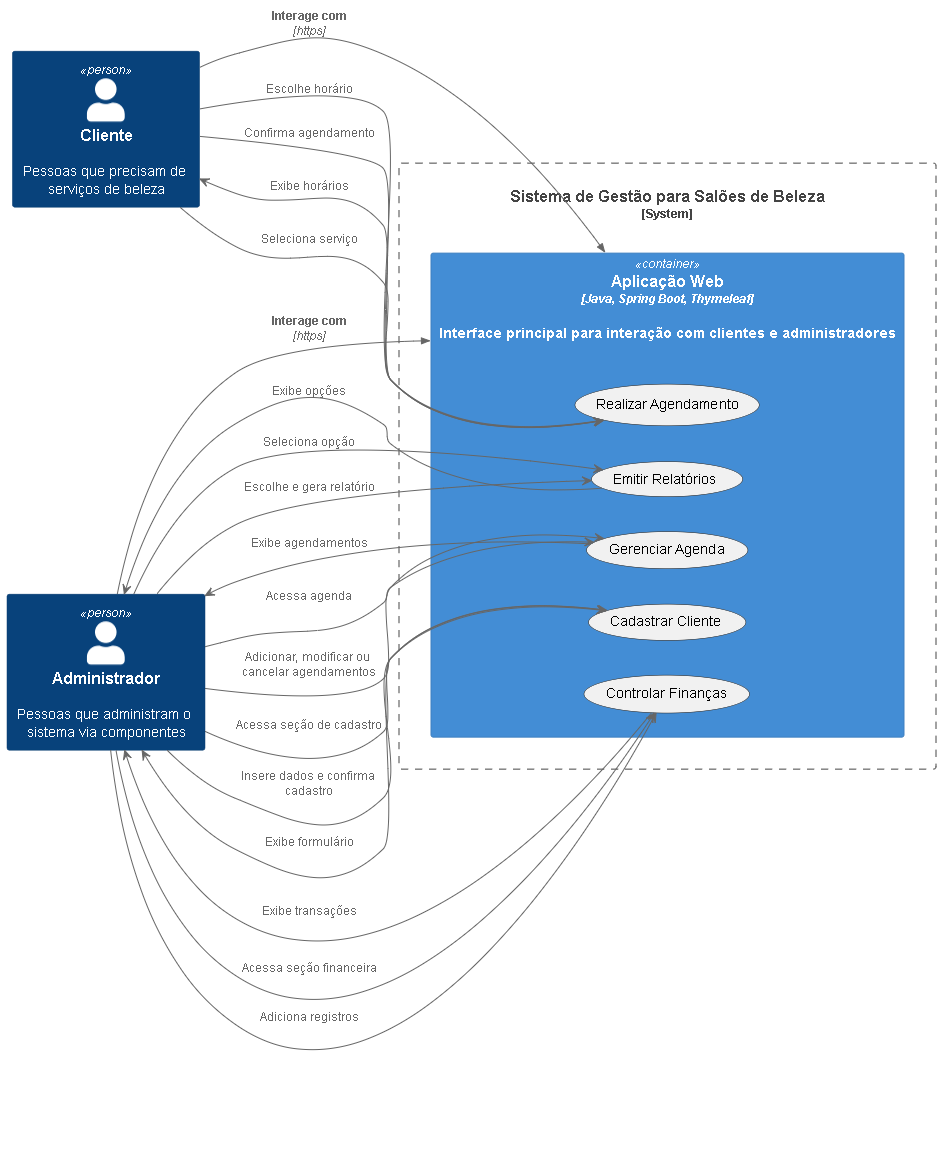 Interage com
[https]
«person»
Cliente
Pessoas que precisam de
serviços de beleza
Escolhe horário
Confirma agendamento
Exibe horários
Seleciona serviço
Sistema de Gestão para Salões de Beleza
[System]
«container»
Aplicação Web
[Java, Spring Boot, Thymeleaf]
Interface principal para interação com clientes e administradores
Interage com
[https]
Exibe opções
Realizar Agendamento
Seleciona opção
Emitir Relatórios
Escolhe e gera relatório
Exibe agendamentos
Gerenciar Agenda
Acessa agenda
«person»
Administrador
Pessoas que administram o
sistema via componentes
Cadastrar Cliente
Adicionar, modificar ou
cancelar agendamentos
Controlar Finanças
Acessa seção de cadastro
Insere dados e confirma
cadastro
Exibe formulário
Exibe transações
Acessa seção financeira
Adiciona registros